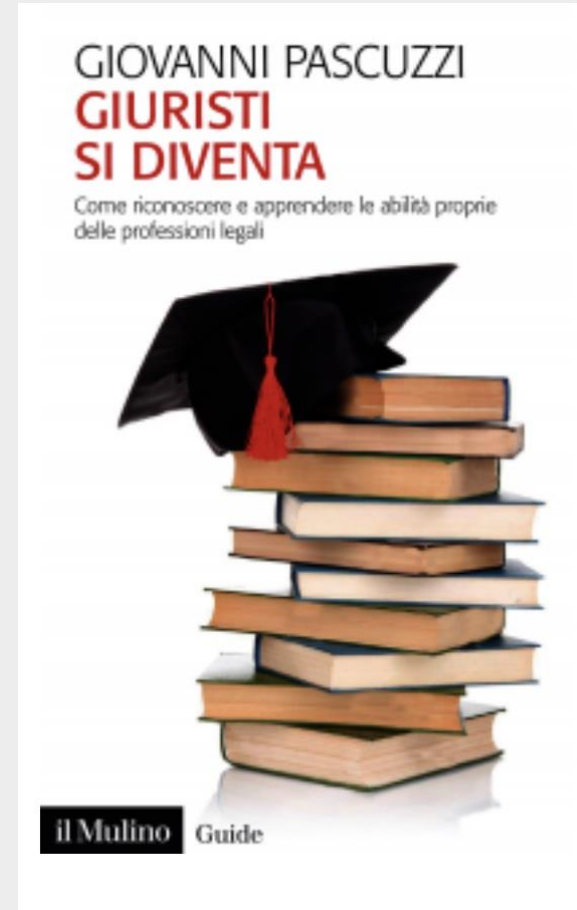 GIOVANNI PASCUZZI
GIURISTI
SI DIVENTA
Come riconoscere e apprendere le abilità proprie
delle professioni legali
il Mulino Guide